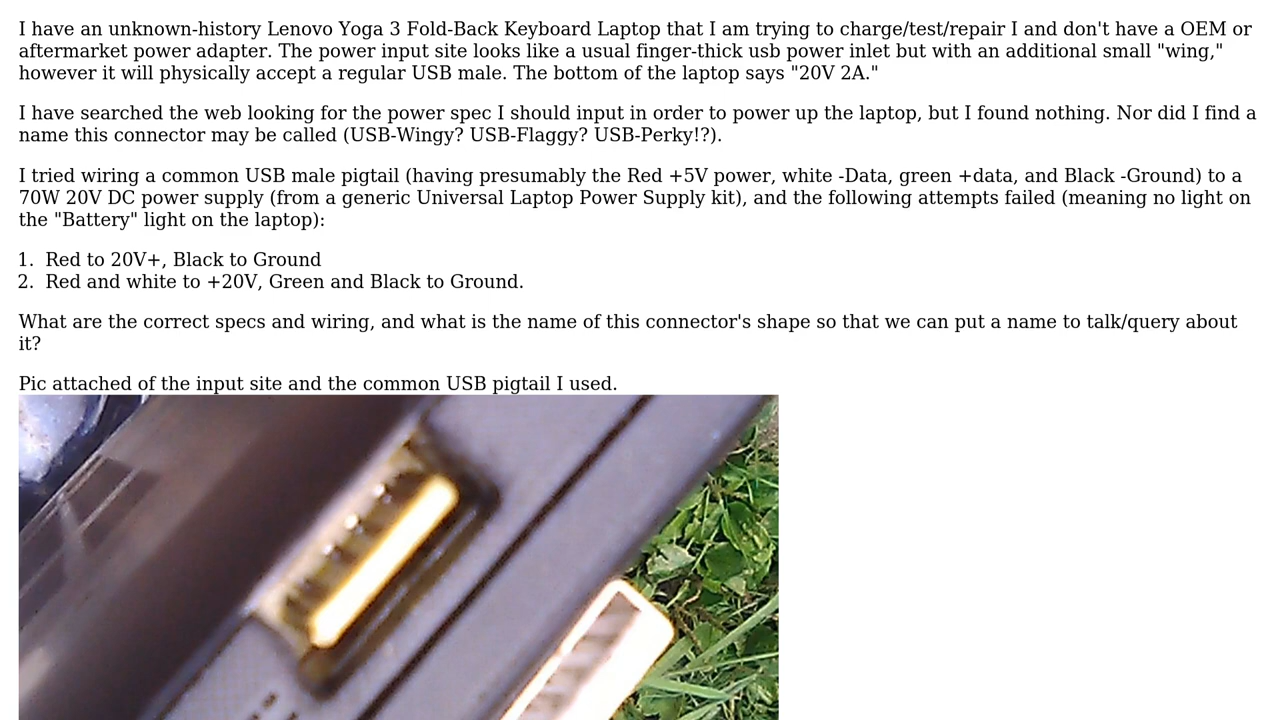 I have an unknown-history Lenovo Yoga 3 Fold-Back Keyboard Laptop that I am trying to charge/test/repair I and don't have a OEM or
aftermarket power adapter. The power input site looks like a usual finger-thick usb power inlet but with an additional small "wing,"
however it will physically accept a regular USB male. The bottom of the laptop says "20V 2A."
I have searched the web looking for the power spec I should input in order to power up the laptop, but I found nothing. Nor did I find a
name this connector may be called (USB-Wingy? USB-Flaggy? USB-Perky!?).
I tried wiring a common USB male pigtail (having presumably the Red +5V power, white -Data, green +data, and Black -Ground) to a
70W 20V DC power supply (from a generic Universal Laptop Power Supply kit), and the following attempts failed (meaning no light on
the "Battery" light on the laptop):
1. Red to 20V+, Black to Ground
2. Red and white to +20V, Green and Black to Ground.
What are the correct specs and wiring, and what is the name of this connector's shape so that we can put a name to talk/query about
it?
Pic attached of the input site and the common USB pigtail I used.